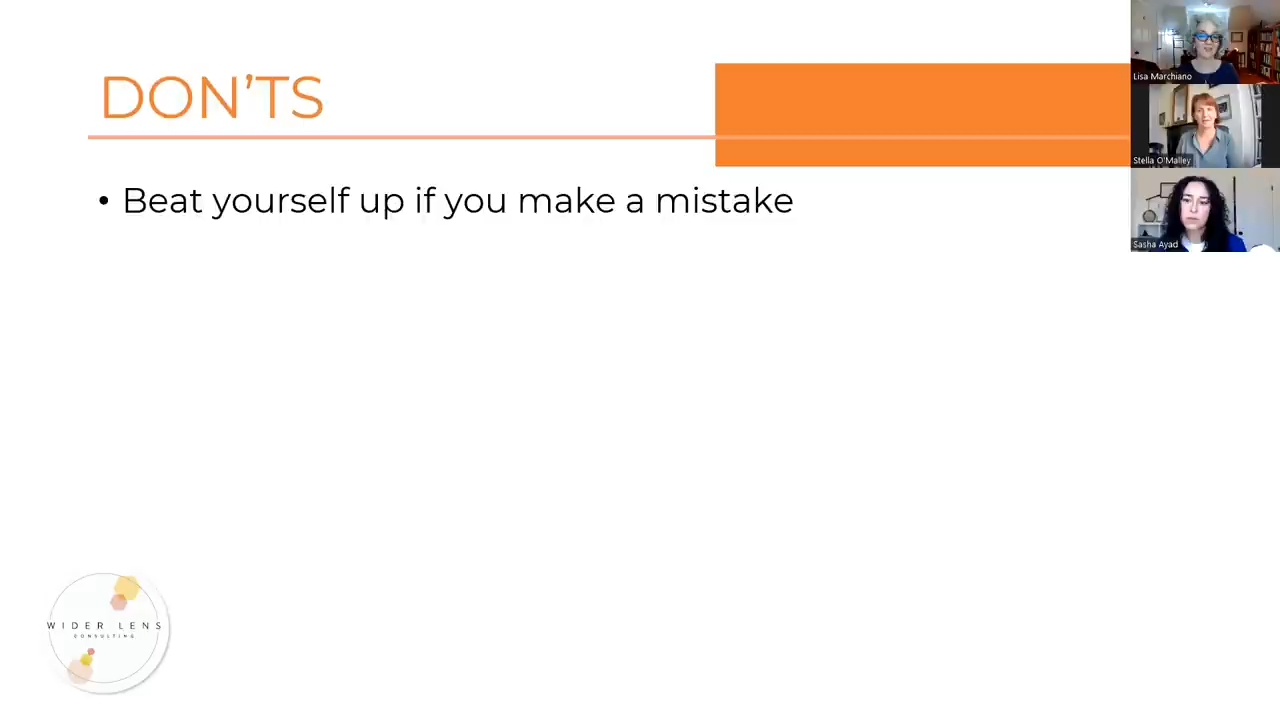 DON'TS
• Beat yourself up if you make a mistake
Lisa Marchiano
Stella O'Malley
Sasha Ayad
WIDER LENS
CONSULTING